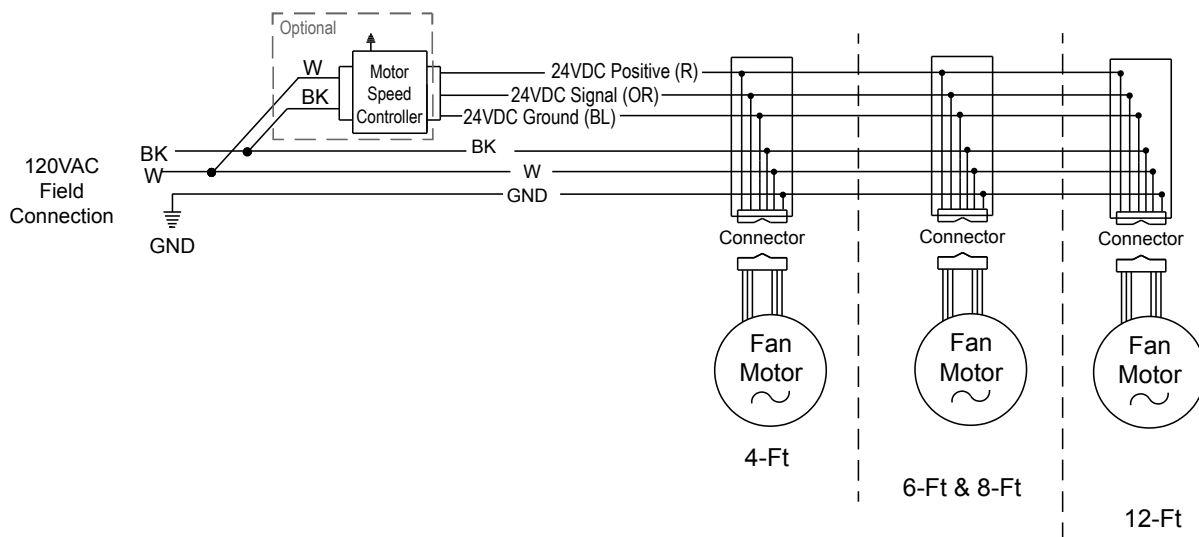 Optional
W
BK
Motor
Speed
Controller
24VDC Positive (R)
24VDC Signal (OR)
24VDC Ground (BL)
120VAC
Field
Connection
BK
W
GND
BK
W
GND
Connector
Connector
Connector
Fan
Motor
Fan
Motor
Fan
Motor
4-Ft
6-Ft & 8-Ft
12-Ft